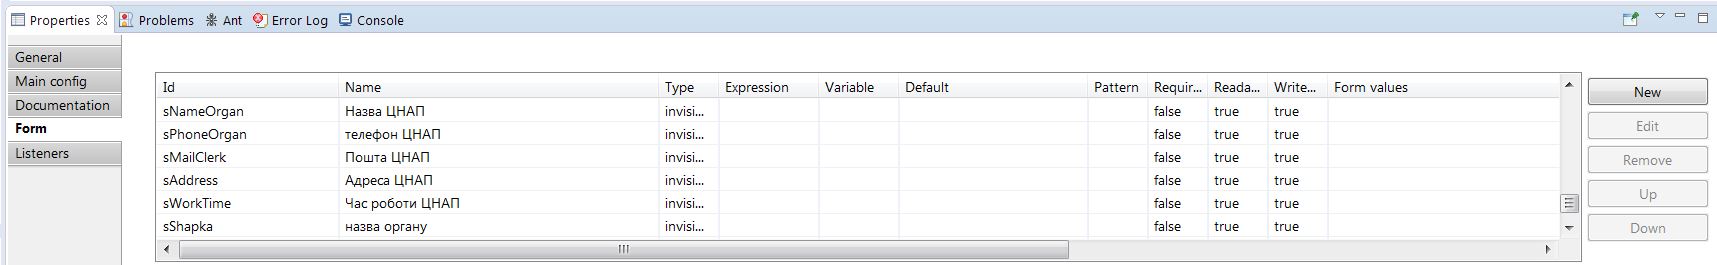 Properties Problems Ant Error Log Console
General
Main config
Documentation
Form
Listeners
Id Name Type Expression Variable Default Pattern Requir... Reada... Write... Form values
sNameOrgan Назва ЦНАП invisi... false true true
sPhoneOrgan телефон ЦНАП invisi... false true true
sMailClerk Пошта ЦНАП invisi... false true true
sAddress Адреса ЦНАП invisi... false true true
sWorkTime Час роботи ЦНАП invisi... false true true
sShapka назва органу invisi... false true true
New
Edit
Remove
Up
Down